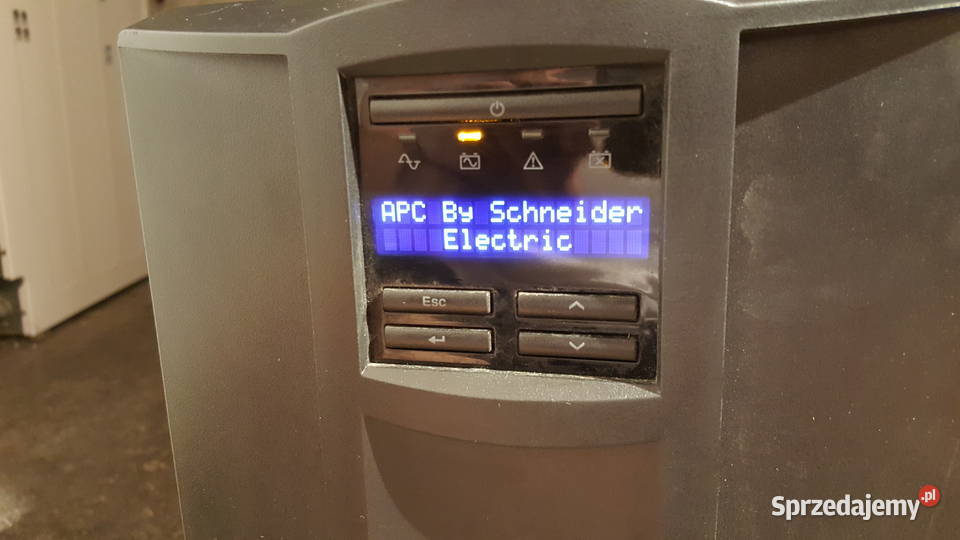 APC By Schneider
Electric
Esc
Sprzedajemy.pl